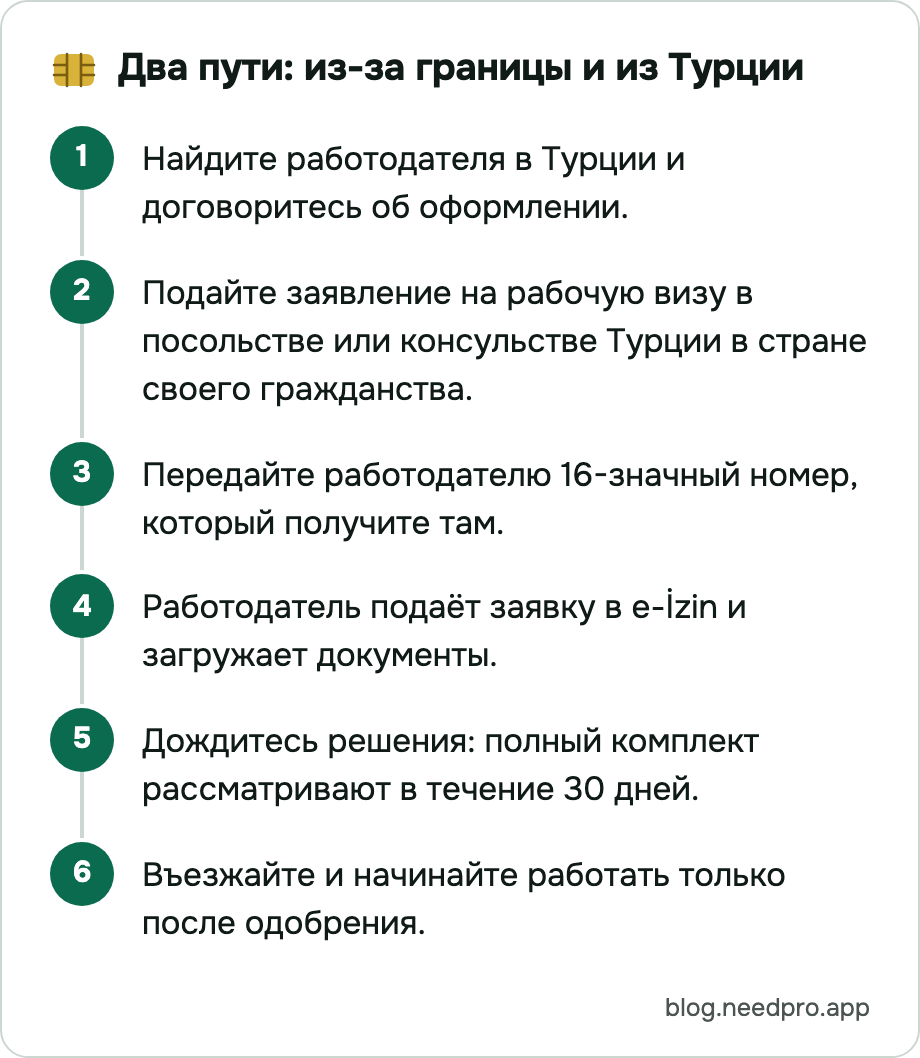 Два пути: из-за границы и из Турции
1
Найдите работодателя в Турции и
договоритесь об оформлении.
2
Подайте заявление на рабочую визу в
посольстве или консульстве Турции в стране
своего гражданства.
3
Передайте работодателю 16-значный номер,
который получите там.
4
Работодатель подаёт заявку в e-İzin и
загружает документы.
5
Дождитесь решения: полный комплект
рассматривают в течение 30 дней.
6
Въезжайте и начинайте работать только
после одобрения.
blog.needpro.app